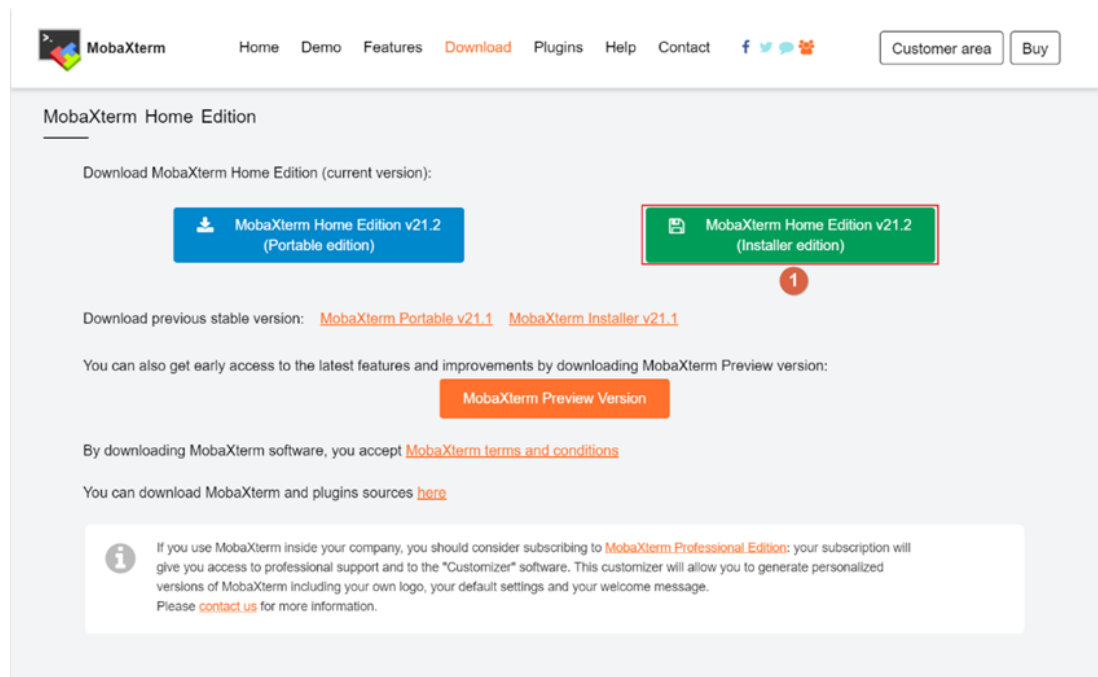 MobaXterm Home Demo Features Download Plugins Help Contact Customer area Buy
MobaXterm Home Edition
Download MobaXterm Home Edition (current version):
MobaXterm Home Edition v21.2
(Portable edition)
MobaXterm Home Edition v21.2
(Installer edition)
1
Download previous stable version: MobaXterm Portable v21.1 MobaXterm Installer v21.1
You can also get early access to the latest features and improvements by downloading MobaXterm Preview version:
MobaXterm Preview Version
By downloading MobaXterm software, you accept MobaXterm terms and conditions
You can download MobaXterm and plugins sources here
If you use MobaXterm inside your company, you should consider subscribing to MobaXterm Professional Edition: your subscription will
give you access to professional support and to the "Customizer" software. This customizer will allow you to generate personalized
versions of MobaXterm including your own logo, your default settings and your welcome message.
Please contact us for more information.